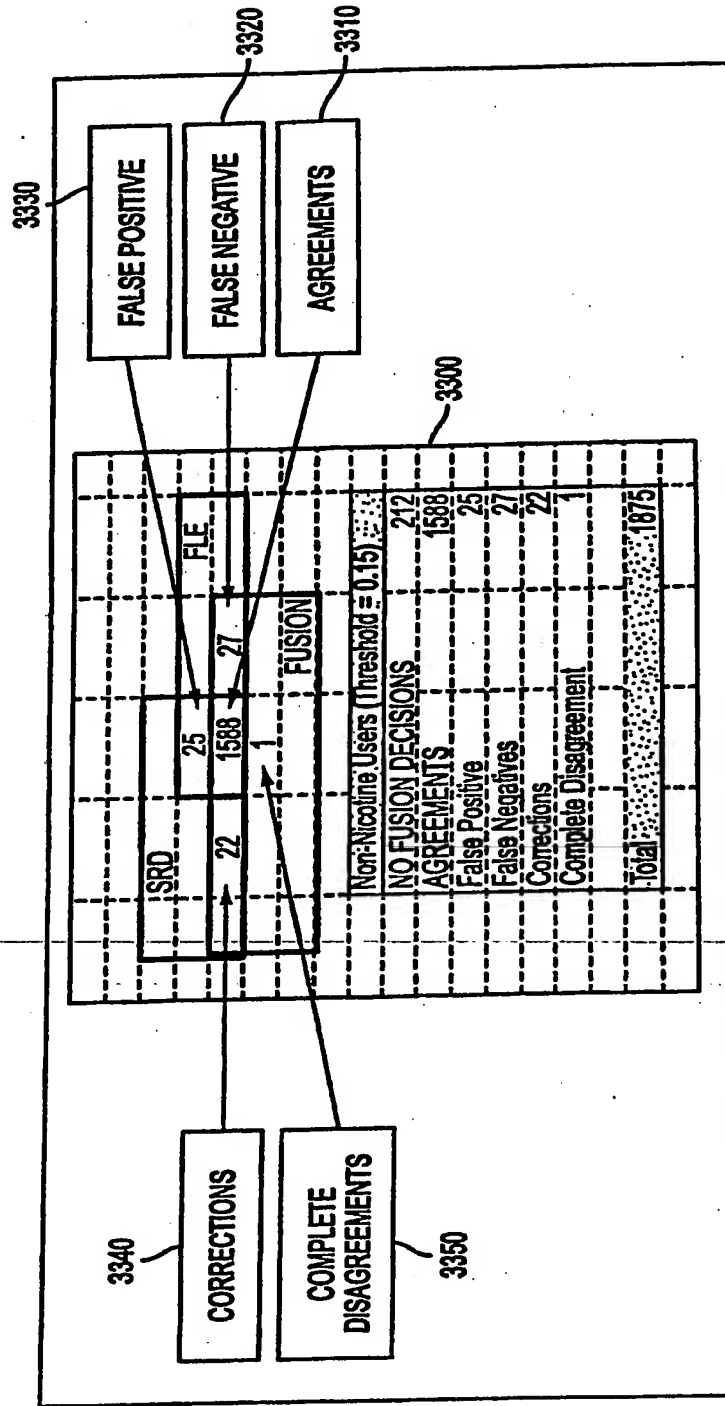 3330
FALSE POSITIVE
3320
FALSE NEGATIVE
3310
AGREEMENTS
3340
CORRECTIONS
COMPLETE
DISAGREEMENTS
3350
3300
SRD
25
FLE
22
1588
27
1
FUSION
Non-Nicotine Users (Threshold = 0.15)
NO FUSION DECISIONS 212
AGREEMENTS 1588
False Positive 25
False Negatives 27
Corrections 22
Complete Disagreement 1
Total 1875